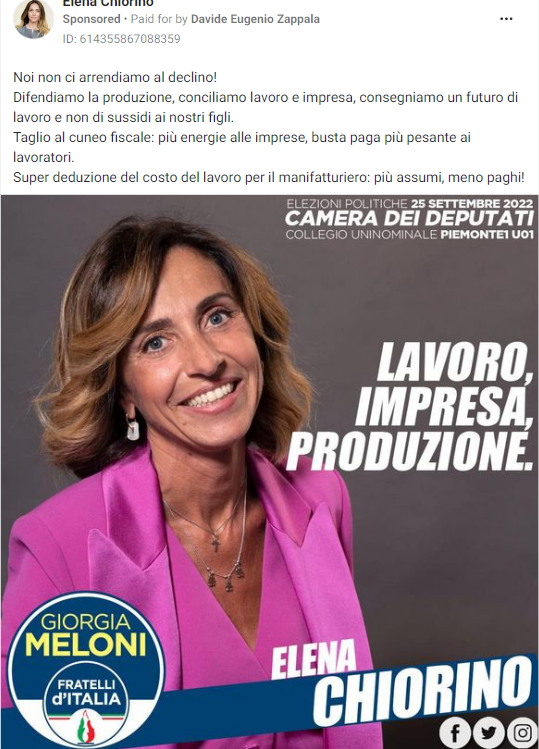 Elena Chiorino
Sponsored • Paid for by Davide Eugenio Zappala
ID: 614355867088359
Noi non ci arrendiamo al declino!
Difendiamo la produzione, conciliamo lavoro e impresa, consegniamo un futuro di
lavoro e non di sussidi ai nostri figli.
Taglio al cuneo fiscale: più energie alle imprese, busta paga più pesante ai
lavoratori.
Super deduzione del costo del lavoro per il manifatturiero: più assumi, meno paghi!
ELEZIONI POLITICHE 25 SETTEMBRE 2022
CAMERA DEI DEPUTATI
COLLEGIO UNINOMINALE PIEMONTE1 U01
LAVORO,
IMPRESA,
PRODUZIONE.
GIORGIA
MELONI
FRATELLI
d'ITALIA
ELENA
CHIORINO